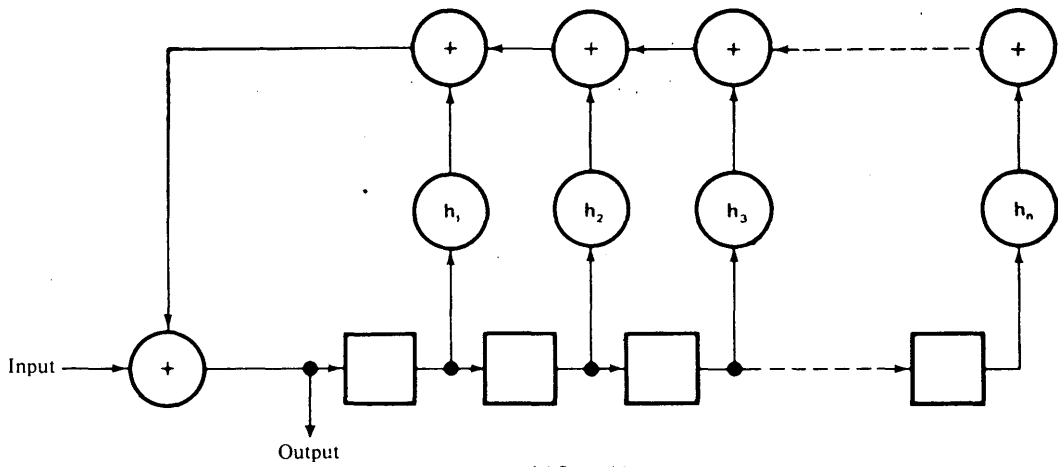 + + + +
h₁ h₂ h₃ hₙ
Input + 
Output